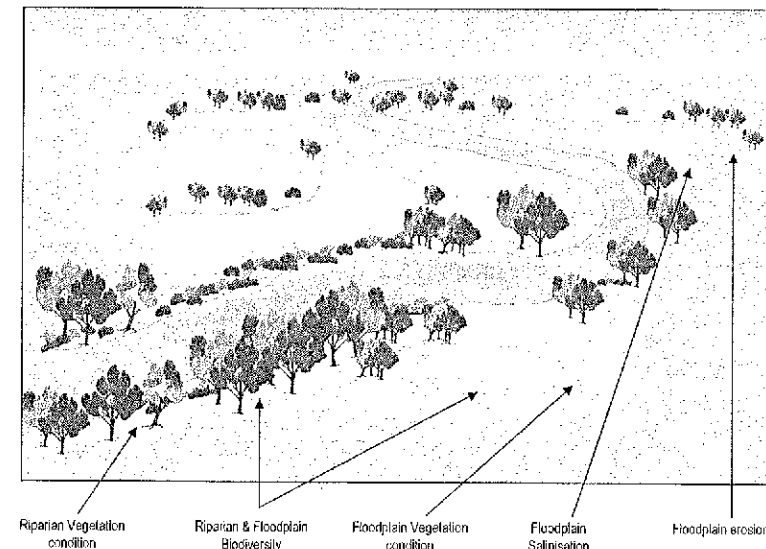 Riparian Vegetation
condition
Riparian & Floodplain
Biodiversity
Floodplain Vegetation
condition
Floodplain
Salinisation
Floodplain erosion